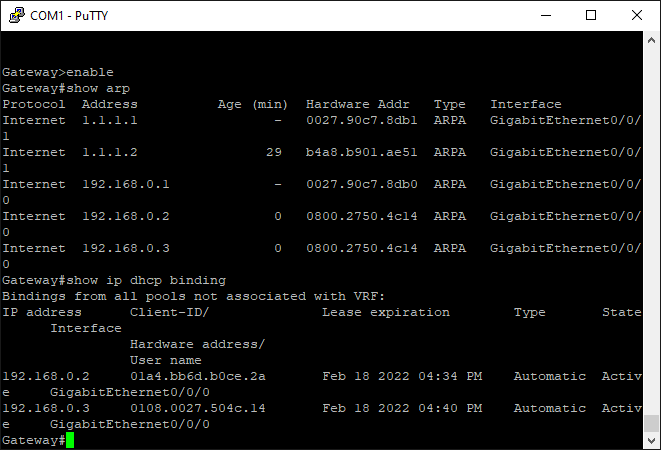 COM1 - PuTTY
Gateway>enable
Gateway#show arp
Protocol  Address          Age (min)  Hardware Addr   Type   Interface
Internet  1.1.1.1                 -   0027.90c7.8db1  ARPA   GigabitEthernet0/0/
1
Internet  1.1.1.2                29   b4a8.b901.ae51  ARPA   GigabitEthernet0/0/
1
Internet  192.168.0.1             -   0027.90c7.8db0  ARPA   GigabitEthernet0/0/
0
Internet  192.168.0.2             0   0800.2750.4c14  ARPA   GigabitEthernet0/0/
0
Internet  192.168.0.3             0   0800.2750.4c14  ARPA   GigabitEthernet0/0/
0
Gateway#show ip dhcp binding
Bindings from all pools not associated with VRF:
IP address      Client-ID/              Lease expiration        Type       State
      Interface
                Hardware address/
                User name
192.168.0.2     01a4.bb6d.b0ce.2a       Feb 18 2022 04:34 PM    Automatic  Activ
e     GigabitEthernet0/0/0
192.168.0.3     0108.0027.504c.14       Feb 18 2022 04:40 PM    Automatic  Activ
e     GigabitEthernet0/0/0
Gateway#